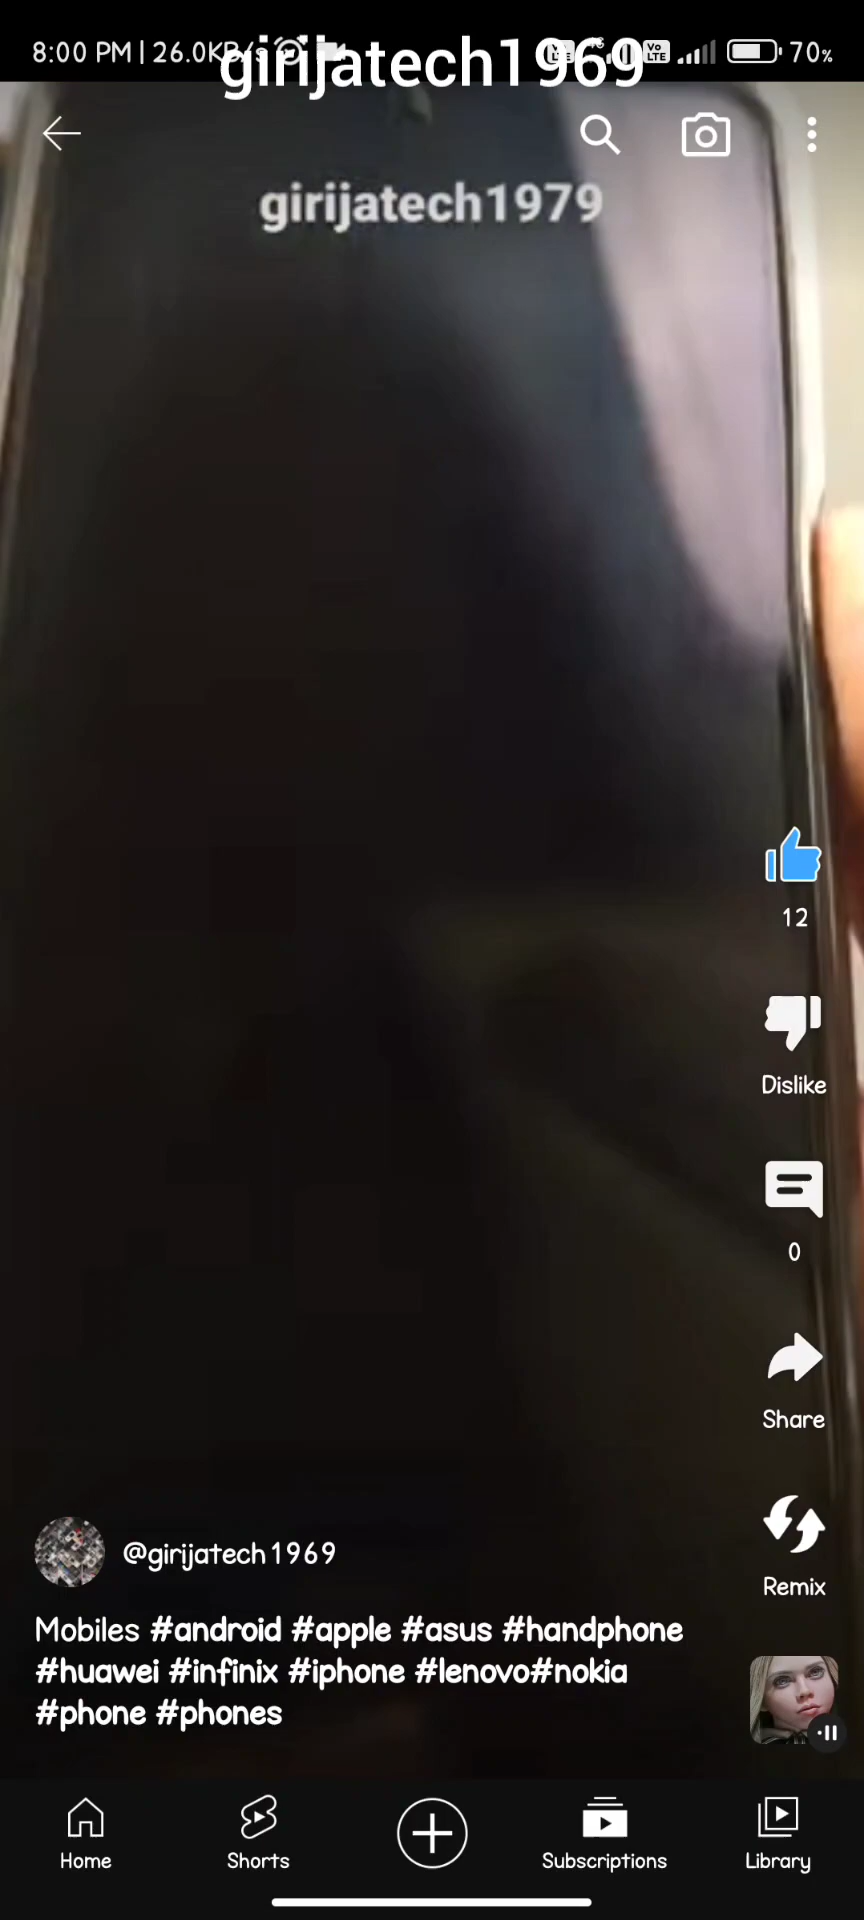 8:00 PM | 26.0KB/s
70%
girijatech1969
girijatech1979
12
Dislike
0
Share
Remix
@girijatech1969
Mobiles #android #apple #asus #handphone
#huawei #infinix #iphone #lenovo#nokia
#phone #phones
Home
Shorts
Subscriptions
Library